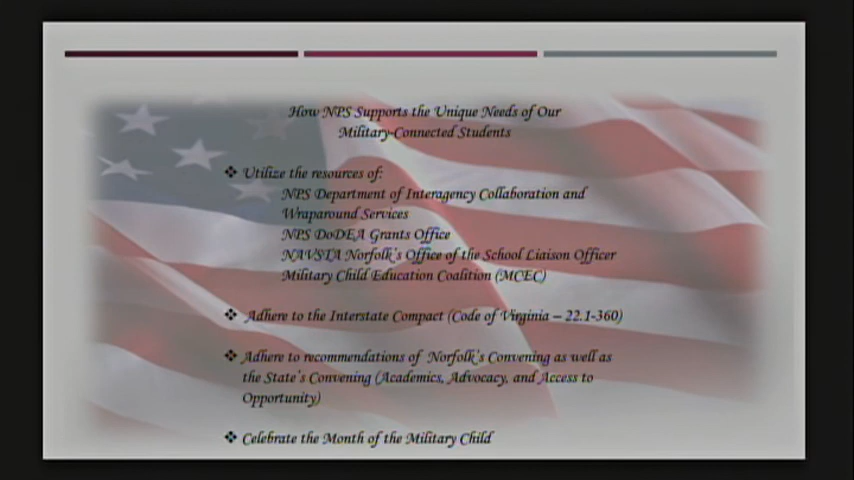 How NPS Supports the Unique Needs of Our
Military-Connected Students
❖ Utilize the resources of:
NPS Department of Interagency Collaboration and
Wraparound Services
NPS DoDEA Grants Office
NAVSTA Norfolk's Office of the School Liaison Officer
Military Child Education Coalition (MCEC)
❖ Adhere to the Interstate Compact (Code of Virginia – 22.1-360)
❖ Adhere to recommendations of Norfolk's Convening as well as
the State's Convening (Academics, Advocacy, and Access to
Opportunity)
❖ Celebrate the Month of the Military Child